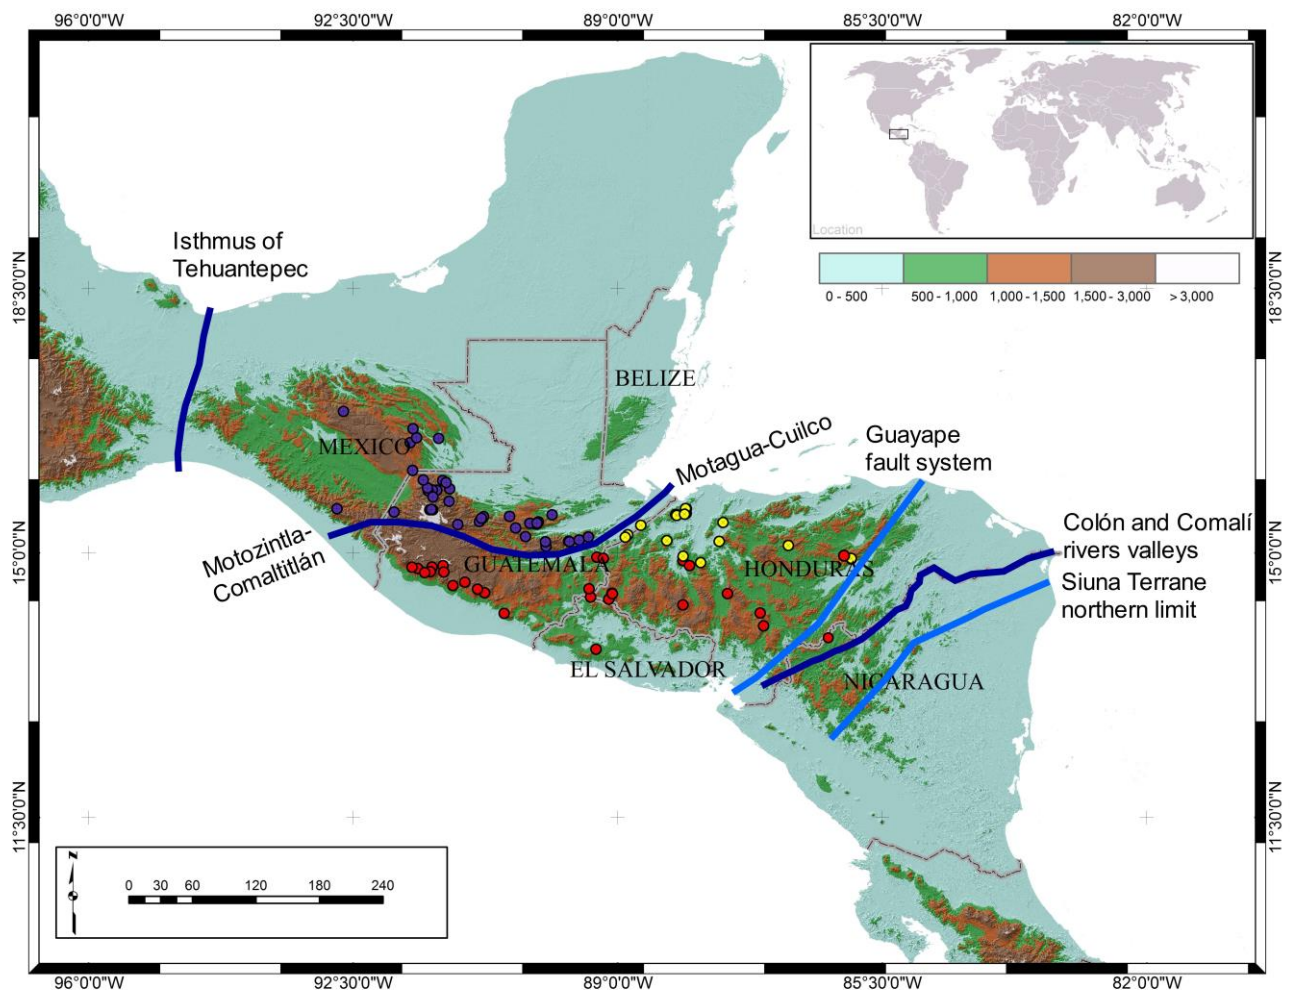 96°0'0"W
92°30'0"W
89°0'0"W
85°30'0"W
82°0'0"W
Location
Isthmus of
Tehuantepec
18°30'0"N
18°30'0"N
0 - 500
500 - 1,000
1,000 - 1,500
1,500 - 3,000
> 3,000
BELIZE
MEXICO
Motagua-Cuilco
Guayape
fault system
Colón and Comalí
rivers valleys
Siuna Terrane
northern limit
15°0'0"N
15°0'0"N
Motozintla-
Comaltitlán
GUATEMALA
HONDURAS
EL SALVADOR
NICARAGUA
11°30'0"N
11°30'0"N
N
0
30
60
120
180
240
96°0'0"W
92°30'0"W
89°0'0"W
85°30'0"W
82°0'0"W